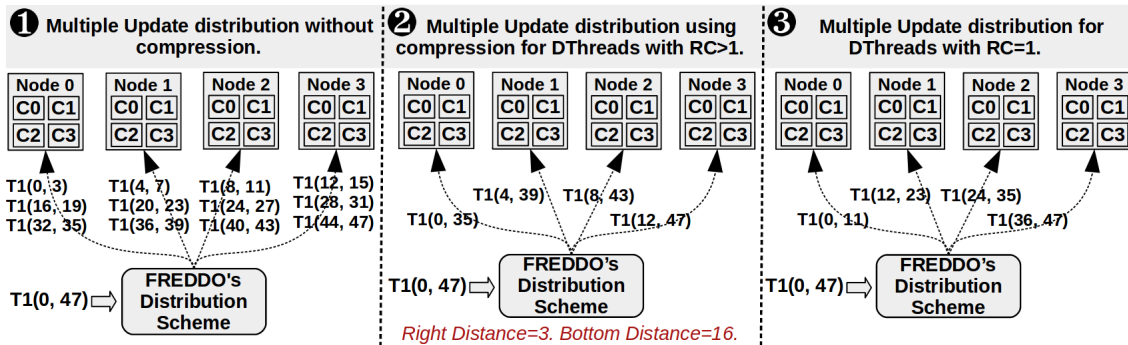 1 Multiple Update distribution without
compression.
Node 0 Node 1 Node 2 Node 3
C0 C1 C0 C1 C0 C1 C0 C1
C2 C3 C2 C3 C2 C3 C2 C3
T1(0, 3) T1(4, 7) T1(8, 11) T1(12, 15)
T1(16, 19) T1(20, 23) T1(24, 27) T1(28, 31)
T1(32, 35) T1(36, 39) T1(40, 43) T1(44, 47)
T1(0, 47)
FREDDO's
Distribution
Scheme
2 Multiple Update distribution using
compression for DThreads with RC>1.
Node 0 Node 1 Node 2 Node 3
C0 C1 C0 C1 C0 C1 C0 C1
C2 C3 C2 C3 C2 C3 C2 C3
T1(4, 39) T1(8, 43)
T1(0, 35) T1(12, 47)
T1(0, 47)
FREDDO's
Distribution
Scheme
Right Distance=3. Bottom Distance=16.
3 Multiple Update distribution for
DThreads with RC=1.
Node 0 Node 1 Node 2 Node 3
C0 C1 C0 C1 C0 C1 C0 C1
C2 C3 C2 C3 C2 C3 C2 C3
T1(12, 23) T1(24, 35)
T1(0, 11) T1(36, 47)
T1(0, 47)
FREDDO's
Distribution
Scheme